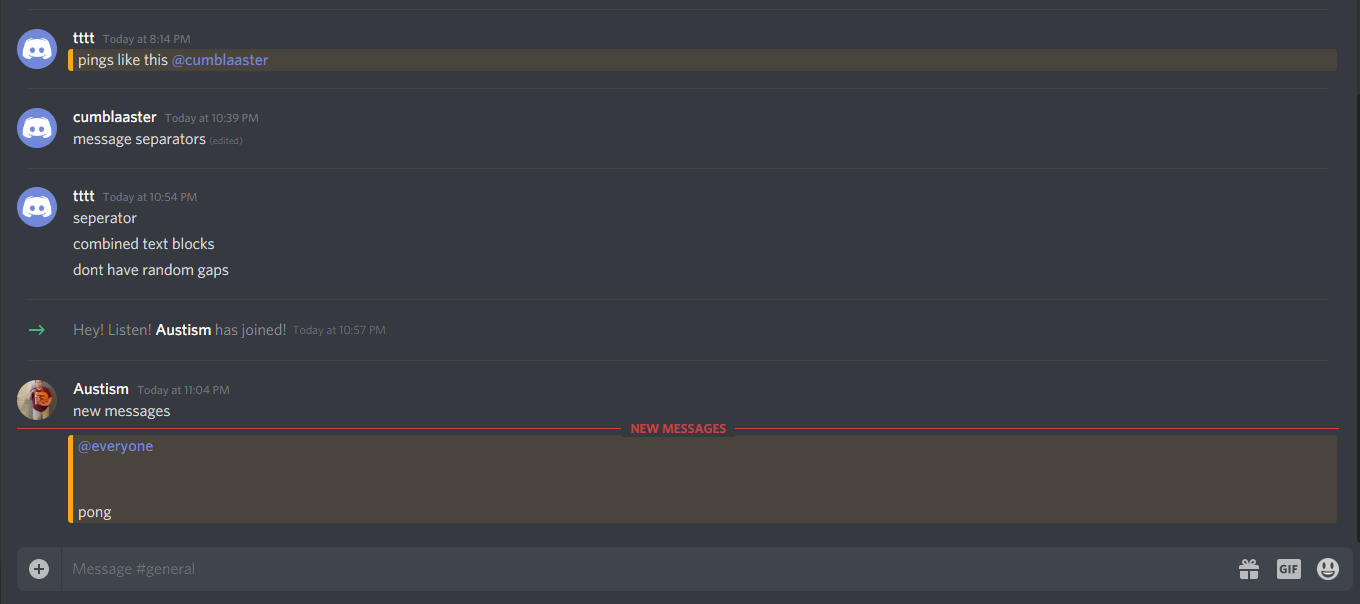 tttt Today at 8:14 PM
pings like this @cumblaaster
cumblaaster Today at 10:39 PM
message separators (edited)
tttt Today at 10:54 PM
seperator
combined text blocks
dont have random gaps
Hey! Listen! Austism has joined! Today at 10:57 PM
Austism Today at 11:04 PM
new messages
NEW MESSAGES
@everyone
pong
Message #general
GIF